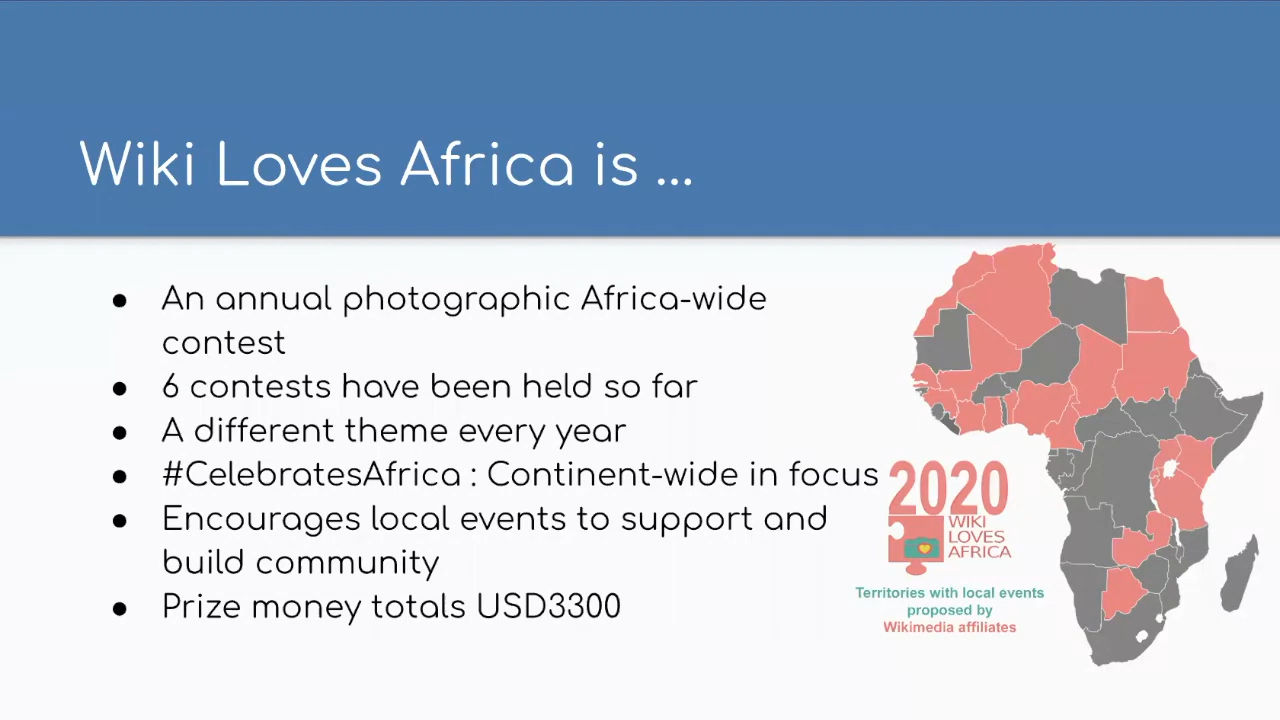 Wiki Loves Africa is ...
● An annual photographic Africa-wide
contest
● 6 contests have been held so far
● A different theme every year
● #CelebratesAfrica : Continent-wide in focus
● Encourages local events to support and
build community
● Prize money totals USD3300
2020
WIKI
LOVES
AFRICA
Territories with local events
proposed by
Wikimedia affiliates